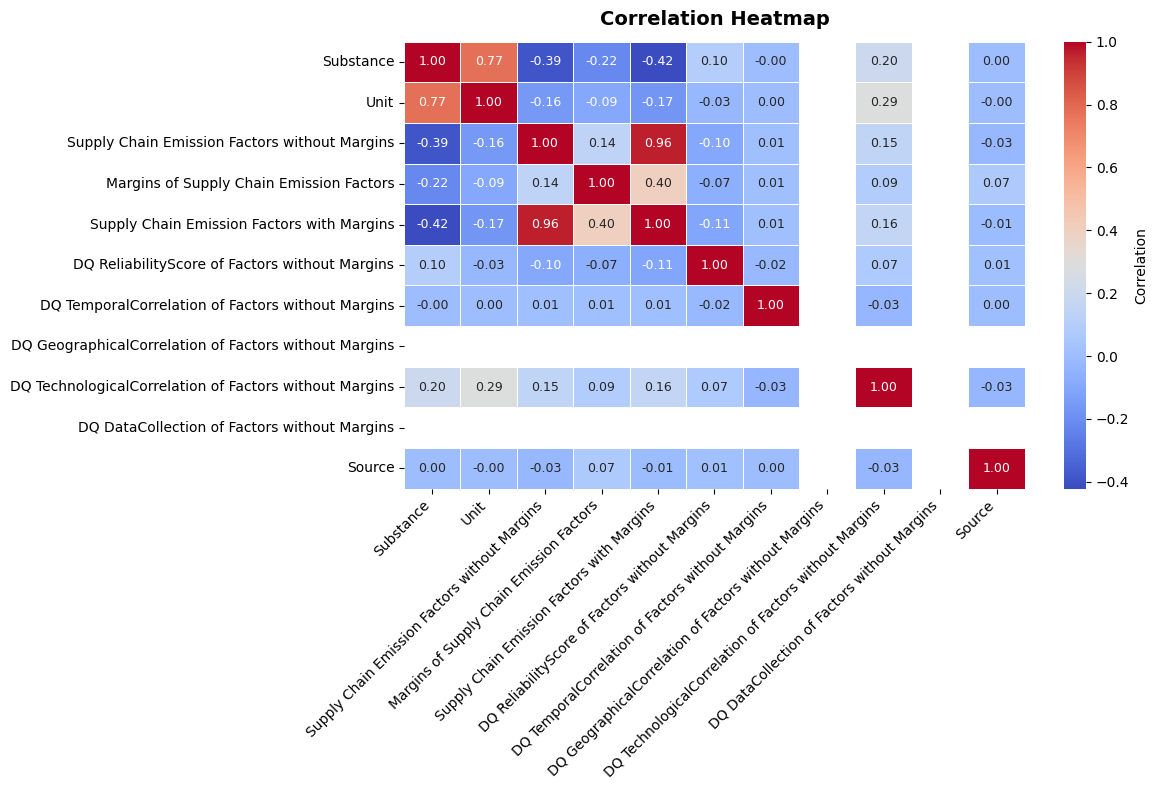 Correlation Heatmap
Substance 1.00 0.77 -0.39 -0.22 -0.42 0.10 -0.00 0.20 0.00
Unit 0.77 1.00 -0.16 -0.09 -0.17 -0.03 0.00 0.29 -0.00
Supply Chain Emission Factors without Margins -0.39 -0.16 1.00 0.14 0.96 -0.10 0.01 0.15 -0.03
Margins of Supply Chain Emission Factors -0.22 -0.09 0.14 1.00 0.40 -0.07 0.01 0.09 0.07
Supply Chain Emission Factors with Margins -0.42 -0.17 0.96 0.40 1.00 -0.11 0.01 0.16 -0.01
DQ ReliabilityScore of Factors without Margins 0.10 -0.03 -0.10 -0.07 -0.11 1.00 -0.02 0.07 0.01
DQ TemporalCorrelation of Factors without Margins -0.00 0.00 0.01 0.01 0.01 -0.02 1.00 -0.03 0.00
DQ GeographicalCorrelation of Factors without Margins
DQ TechnologicalCorrelation of Factors without Margins 0.20 0.29 0.15 0.09 0.16 0.07 -0.03 1.00 -0.03
DQ DataCollection of Factors without Margins
Source 0.00 -0.00 -0.03 0.07 -0.01 0.01 0.00 -0.03 1.00
Substance
Unit
Supply Chain Emission Factors without Margins
Margins of Supply Chain Emission Factors
Supply Chain Emission Factors with Margins
DQ ReliabilityScore of Factors without Margins
DQ TemporalCorrelation of Factors without Margins
DQ GeographicalCorrelation of Factors without Margins
DQ TechnologicalCorrelation of Factors without Margins
DQ DataCollection of Factors without Margins
Source
1.0
0.8
0.6
0.4
0.2
0.0
−0.2
−0.4
Correlation